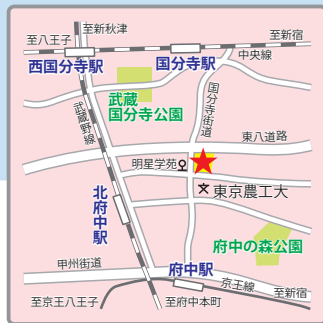 至新秋津
至八王子
至新宿
西国分寺駅
国分寺駅
中央線
武蔵
国分寺公園
国分寺街道
武蔵野線
東八道路
明星学苑
東京農工大
北府中駅
府中の森公園
甲州街道
府中駅
京王線
至新宿
至京王八王子
至府中本町